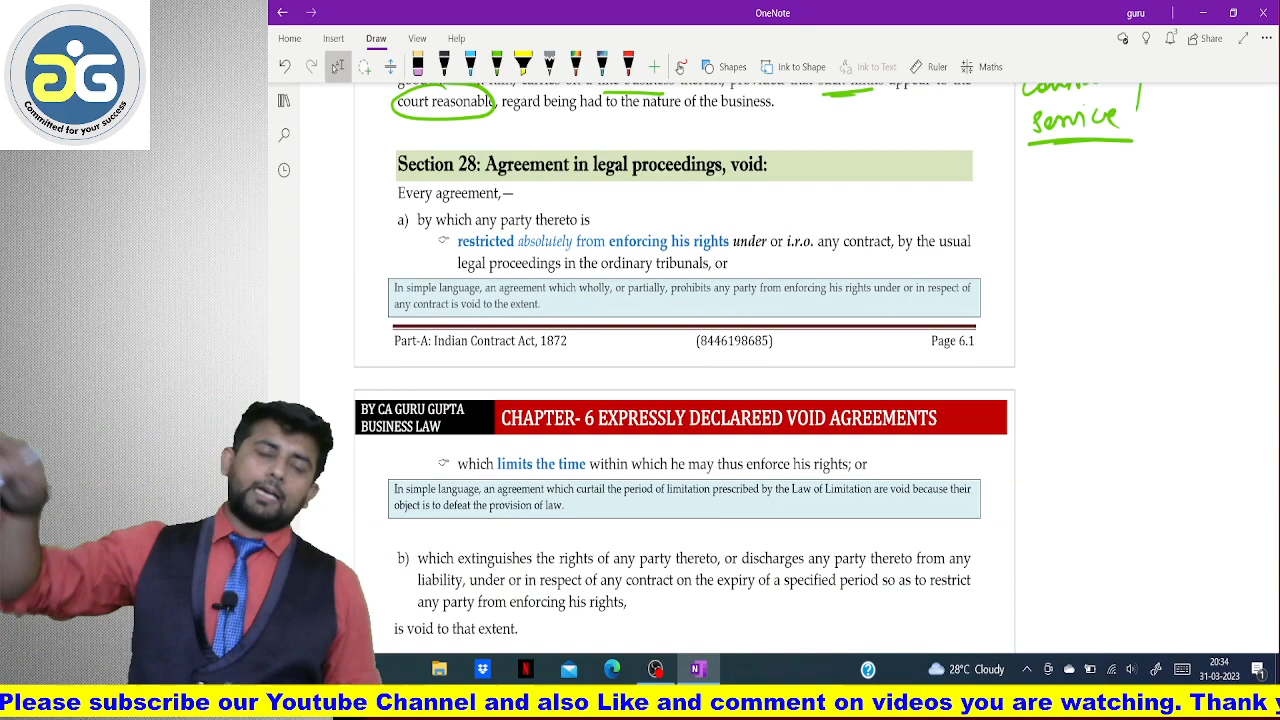 Committed for your success
OneNote
guru
Home Insert Draw View Help
Share
Shapes Ink to Shape Ink to Text Ruler Maths
court reasonable, regard being had to the nature of the business.
service
Section 28: Agreement in legal proceedings, void:
Every agreement,—
a) by which any party thereto is
restricted absolutely from enforcing his rights under or i.r.o. any contract, by the usual
legal proceedings in the ordinary tribunals, or
In simple language, an agreement which wholly, or partially, prohibits any party from enforcing his rights under or in respect of
any contract is void to the extent.
Part-A: Indian Contract Act, 1872 (8446198685) Page 6.1
BY CA GURU GUPTA
BUSINESS LAW
CHAPTER- 6 EXPRESSLY DECLAREED VOID AGREEMENTS
which limits the time within which he may thus enforce his rights; or
In simple language, an agreement which curtail the period of limitation prescribed by the Law of Limitation are void because their
object is to defeat the provision of law.
b) which extinguishes the rights of any party thereto, or discharges any party thereto from any
liability, under or in respect of any contract on the expiry of a specified period so as to restrict
any party from enforcing his rights,
is void to that extent.
28°C Cloudy
20:34
31-03-2023
Please subscribe our Youtube Channel and also Like and comment on videos you are watching. Thank